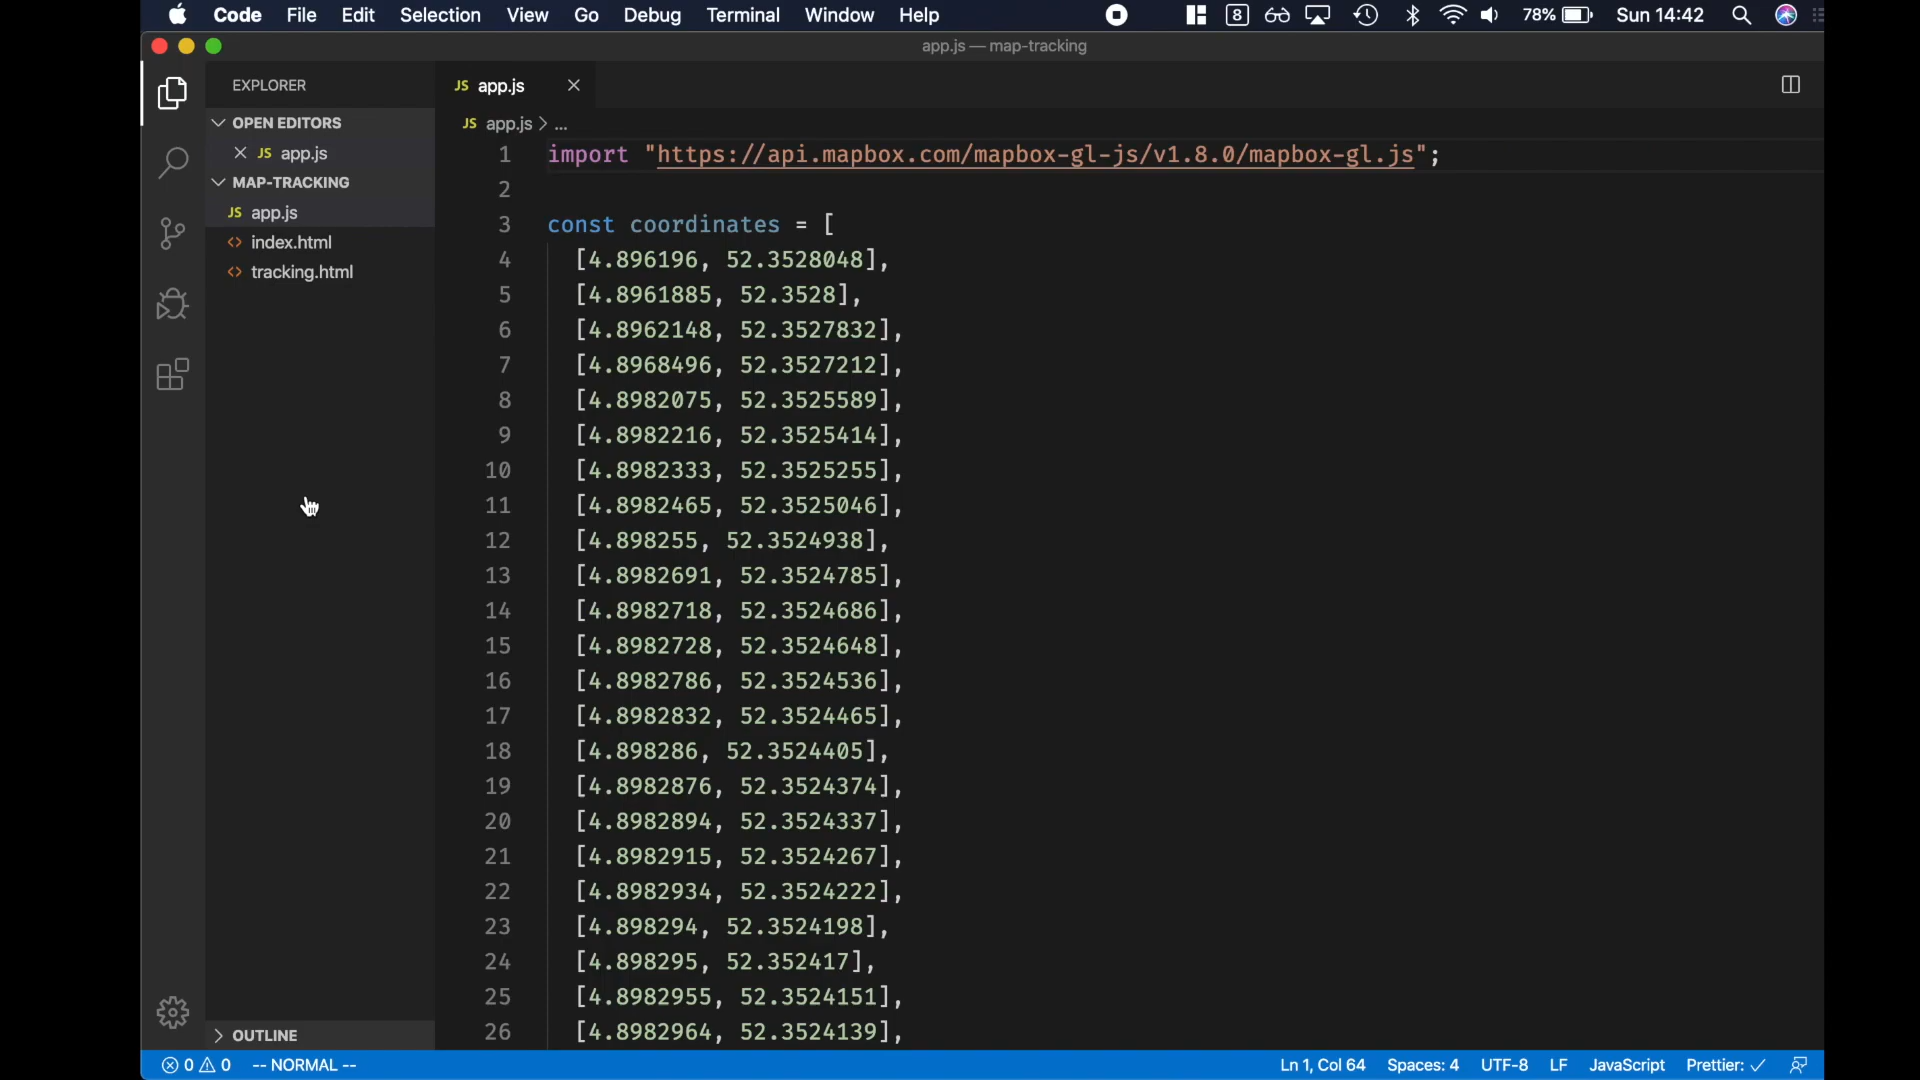 Code File Edit Selection View Go Debug Terminal Window Help 8 78% Sun 14:42
app.js — map-tracking
EXPLORER
OPEN EDITORS
JS app.js
MAP-TRACKING
JS app.js
<> index.html
<> tracking.html
OUTLINE
JS app.js
JS app.js > ...
1 import "https://api.mapbox.com/mapbox-gl-js/v1.8.0/mapbox-gl.js";
2
3 const coordinates = [
4 [4.896196, 52.3528048],
5 [4.8961885, 52.3528],
6 [4.8962148, 52.3527832],
7 [4.8968496, 52.3527212],
8 [4.8982075, 52.3525589],
9 [4.8982216, 52.3525414],
10 [4.8982333, 52.3525255],
11 [4.8982465, 52.3525046],
12 [4.898255, 52.3524938],
13 [4.8982691, 52.3524785],
14 [4.8982718, 52.3524686],
15 [4.8982728, 52.3524648],
16 [4.8982786, 52.3524536],
17 [4.8982832, 52.3524465],
18 [4.898286, 52.3524405],
19 [4.8982876, 52.3524374],
20 [4.8982894, 52.3524337],
21 [4.8982915, 52.3524267],
22 [4.8982934, 52.3524222],
23 [4.898294, 52.3524198],
24 [4.898295, 52.352417],
25 [4.8982955, 52.3524151],
26 [4.8982964, 52.3524139],
0 0 -- NORMAL -- Ln 1, Col 64 Spaces: 4 UTF-8 LF JavaScript Prettier: ✓